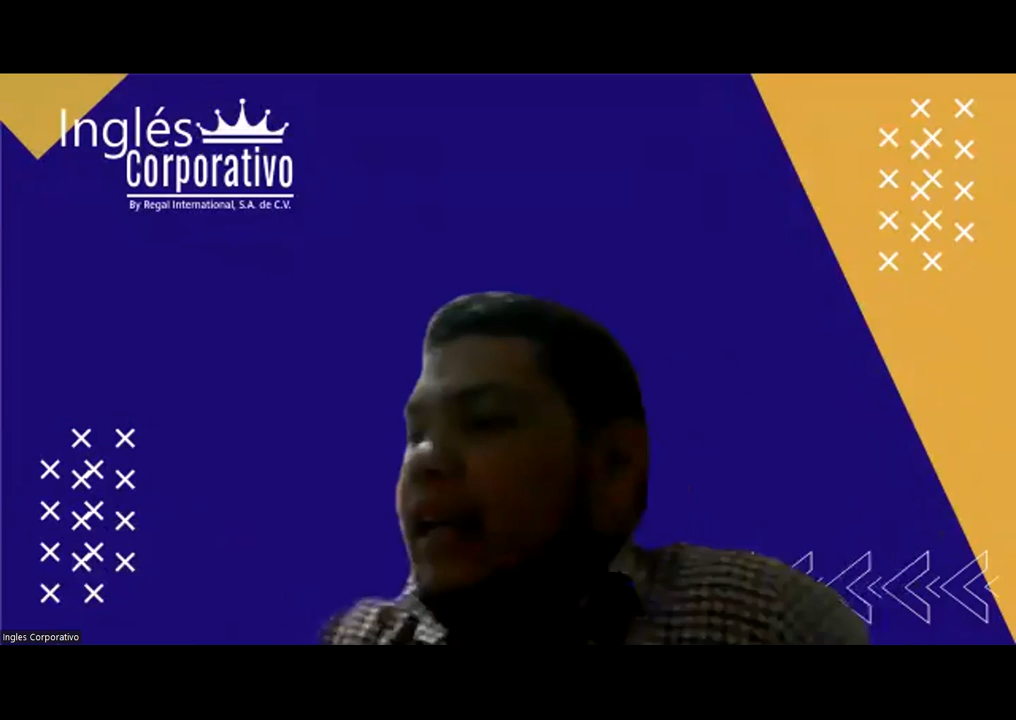 Inglés
Corporativo
By Regal International, S.A. de C.V.
Ingles Corporativo